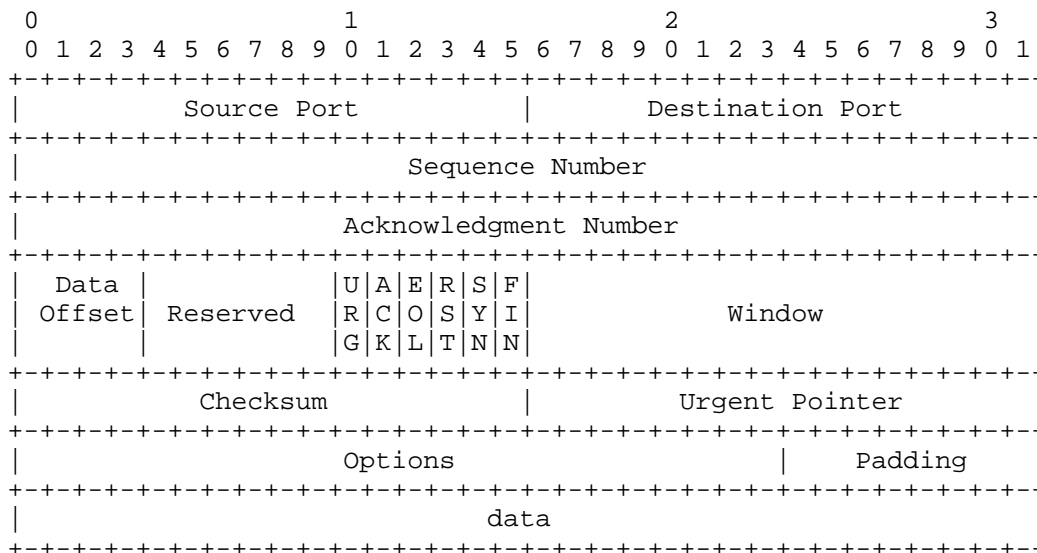 0                   1                   2                   3
0 1 2 3 4 5 6 7 8 9 0 1 2 3 4 5 6 7 8 9 0 1 2 3 4 5 6 7 8 9 0 1
+-+-+-+-+-+-+-+-+-+-+-+-+-+-+-+-+-+-+-+-+-+-+-+-+-+-+-+-+-+-+-+-
|          Source Port          |       Destination Port
+-+-+-+-+-+-+-+-+-+-+-+-+-+-+-+-+-+-+-+-+-+-+-+-+-+-+-+-+-+-+-+-
|                        Sequence Number
+-+-+-+-+-+-+-+-+-+-+-+-+-+-+-+-+-+-+-+-+-+-+-+-+-+-+-+-+-+-+-+-
|                    Acknowledgment Number
+-+-+-+-+-+-+-+-+-+-+-+-+-+-+-+-+-+-+-+-+-+-+-+-+-+-+-+-+-+-+-+-
|  Data |           |U|A|E|R|S|F|
| Offset| Reserved  |R|C|O|S|Y|I|            Window
|       |           |G|K|L|T|N|N|
+-+-+-+-+-+-+-+-+-+-+-+-+-+-+-+-+-+-+-+-+-+-+-+-+-+-+-+-+-+-+-+-
|           Checksum            |         Urgent Pointer
+-+-+-+-+-+-+-+-+-+-+-+-+-+-+-+-+-+-+-+-+-+-+-+-+-+-+-+-+-+-+-+-
|                    Options                    |    Padding
+-+-+-+-+-+-+-+-+-+-+-+-+-+-+-+-+-+-+-+-+-+-+-+-+-+-+-+-+-+-+-+-
|                             data
+-+-+-+-+-+-+-+-+-+-+-+-+-+-+-+-+-+-+-+-+-+-+-+-+-+-+-+-+-+-+-+-